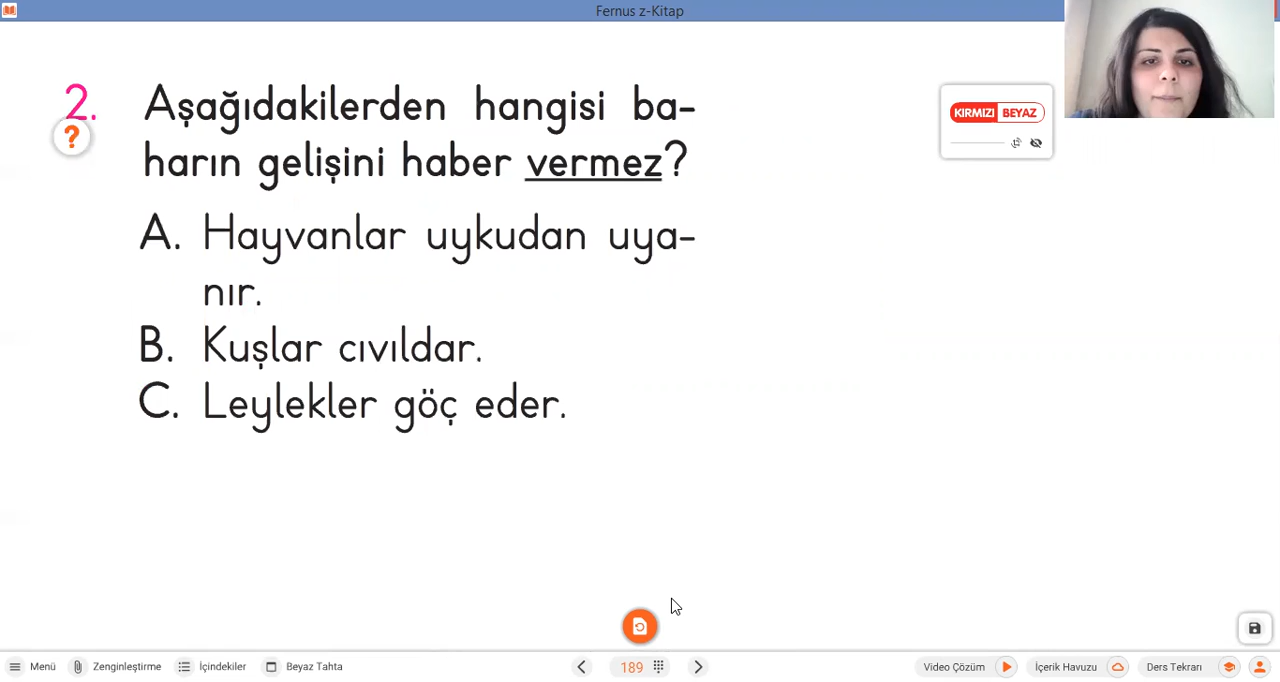 Fernus z-Kitap
2. Aşağıdakilerden hangisi ba-
? harın gelişini haber vermez?
A. Hayvanlar uykudan uya-
nır.
B. Kuşlar cıvıldar.
C. Leylekler göç eder.
KIRMIZI BEYAZ
Menü Zenginleştirme İçindekiler Beyaz Tahta 189 Video Çözüm İçerik Havuzu Ders Tekrarı